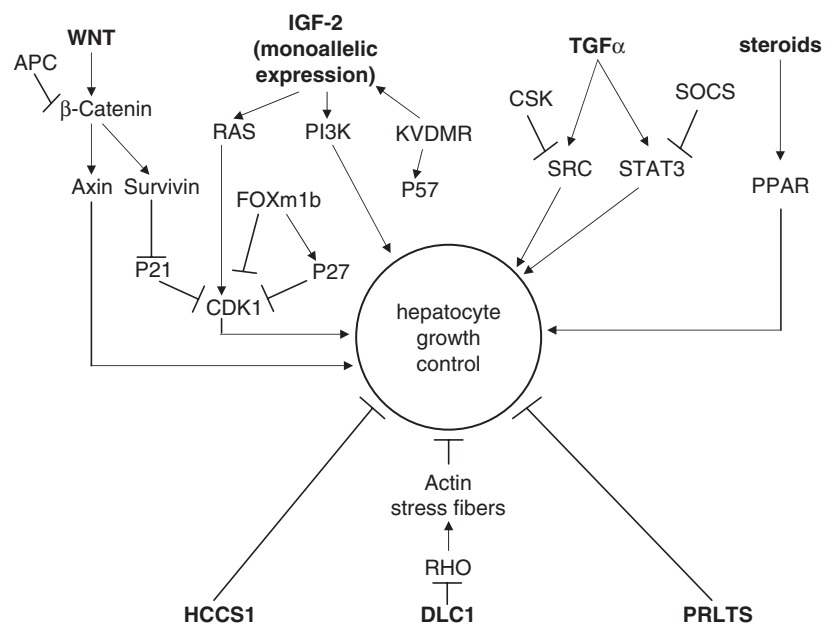 WNT
IGF-2
(monoallelic
expression)
TGFα
steroids
APC
β-Catenin
RAS
PI3K
KVDMR
CSK
SOCS
Axin
Survivin
FOXm1b
P57
SRC
STAT3
PPAR
P21
P27
CDK1
hepatocyte
growth
control
Actin
stress fibers
RHO
HCCS1
DLC1
PRLTS